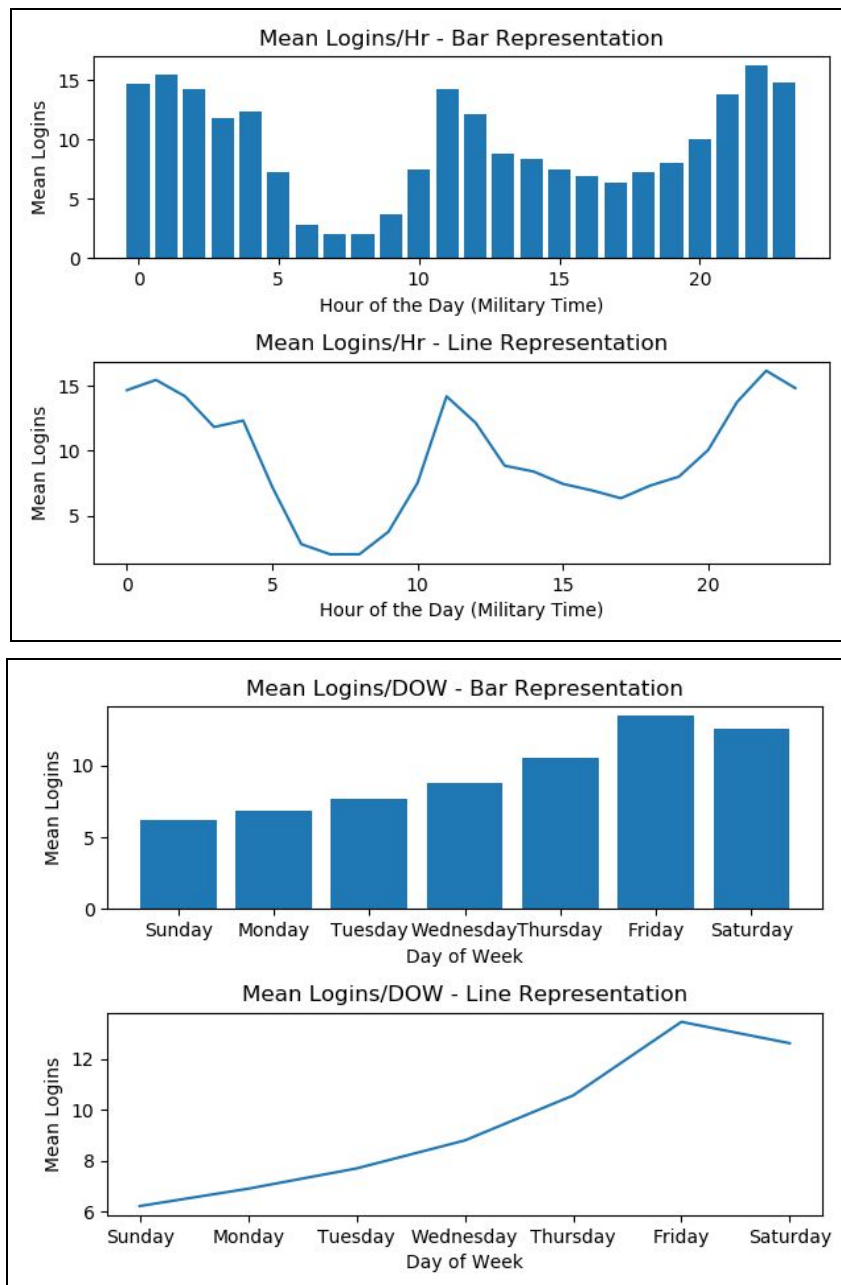 Mean Logins/Hr - Bar Representation
15
10
5
0
Mean Logins
0 5 10 15 20
Hour of the Day (Military Time)
Mean Logins/Hr - Line Representation
15
10
5
Mean Logins
0 5 10 15 20
Hour of the Day (Military Time)
Mean Logins/DOW - Bar Representation
10
5
0
Mean Logins
Sunday Monday Tuesday Wednesday Thursday Friday Saturday
Day of Week
Mean Logins/DOW - Line Representation
12
10
8
6
Mean Logins
Sunday Monday Tuesday Wednesday Thursday Friday Saturday
Day of Week